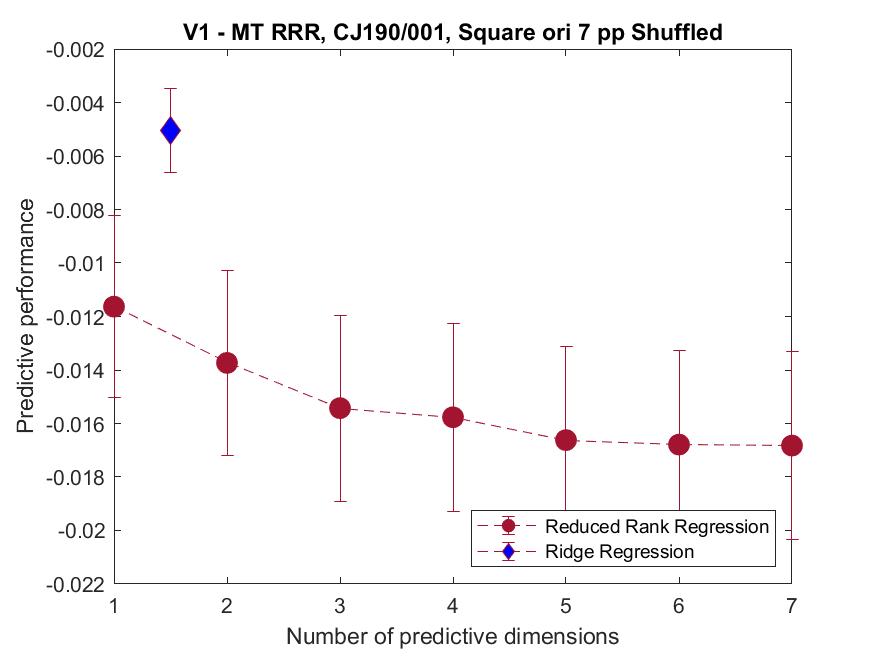 V1 - MT RRR, CJ190/001, Square ori 7 pp Shuffled
-0.002
-0.004
-0.006
-0.008
-0.01
-0.012
-0.014
-0.016
-0.018
-0.02
-0.022
Predictive performance
Reduced Rank Regression
Ridge Regression
1 2 3 4 5 6 7
Number of predictive dimensions